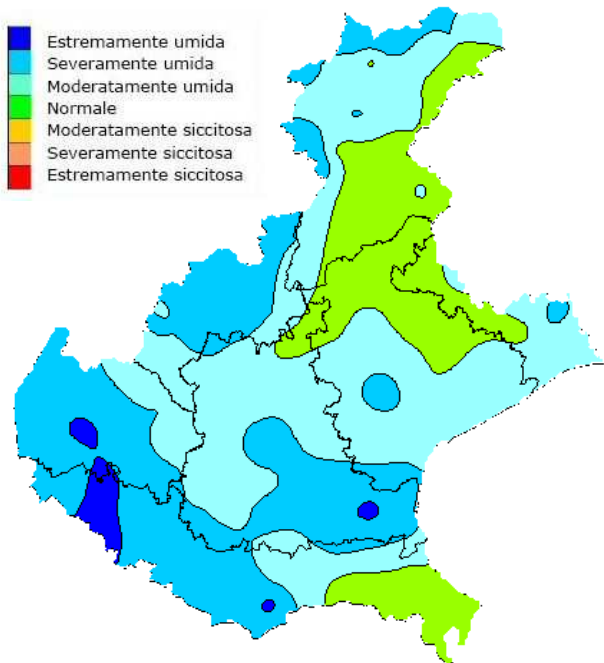 Estremamente umida
Severamente umida
Moderatamente umida
Normale
Moderatamente siccitosa
Severamente siccitosa
Estremamente siccitosa